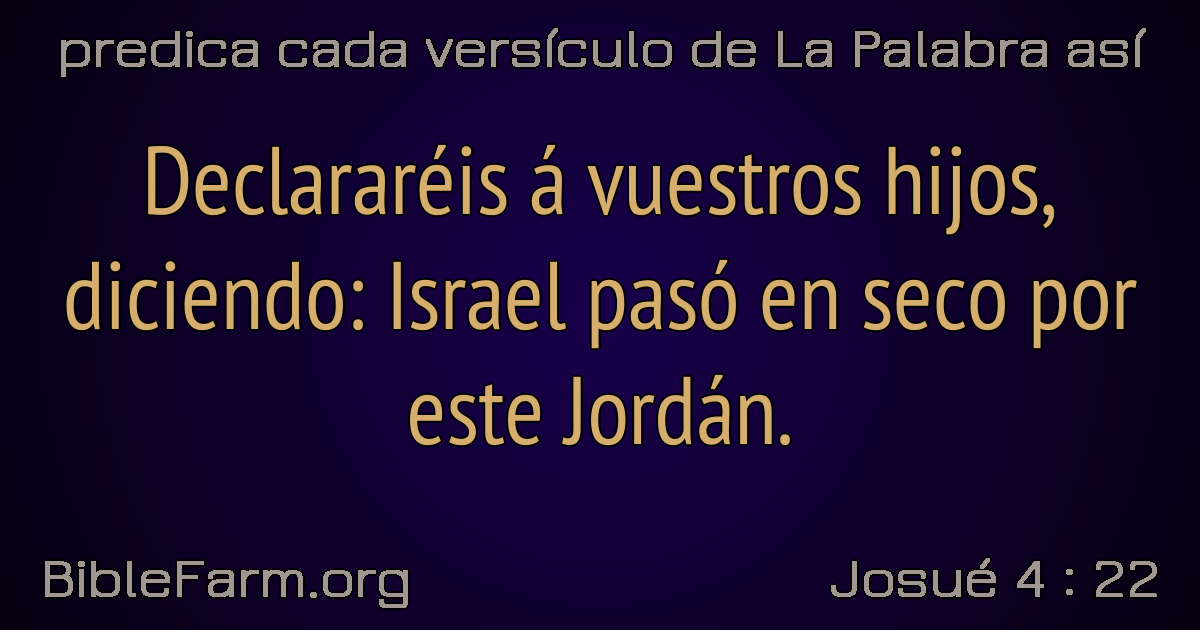 predica cada versículo de La Palabra así
Declararéis á vuestros hijos,
diciendo: Israel pasó en seco por
este Jordán.
BibleFarm.org
Josué 4 : 22